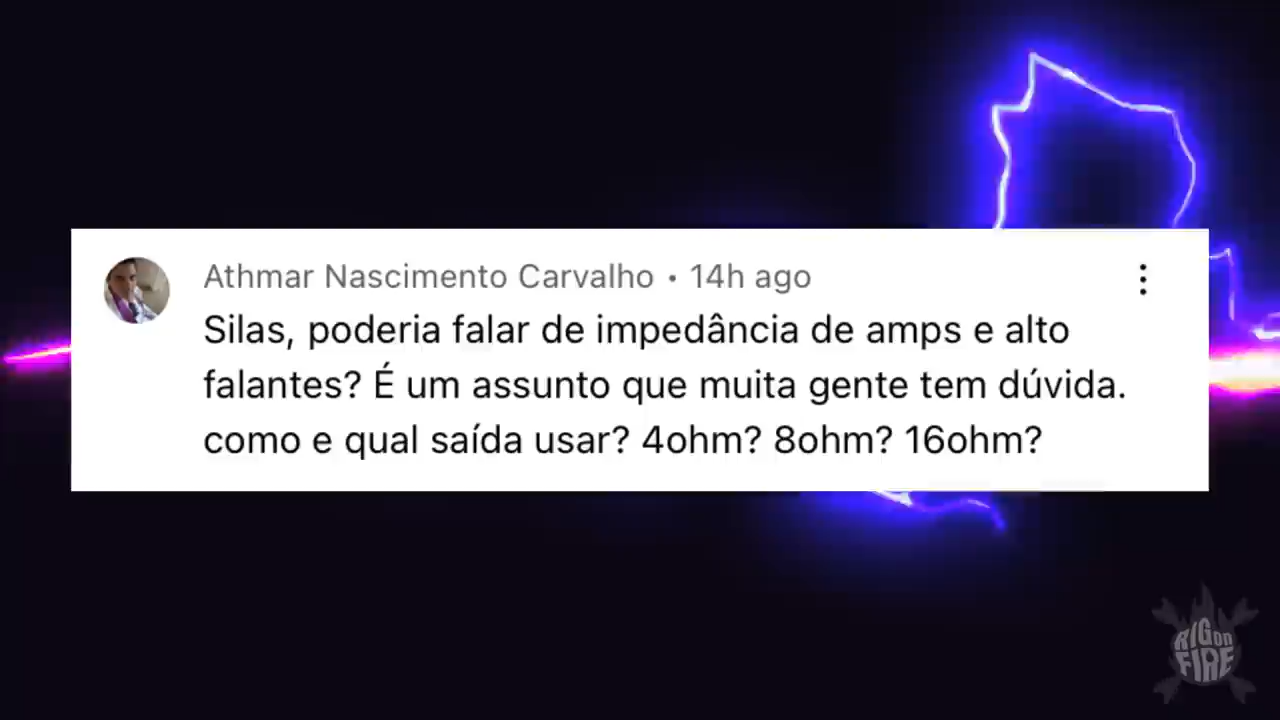 Athmar Nascimento Carvalho • 14h ago
Silas, poderia falar de impedância de amps e alto
falantes? É um assunto que muita gente tem dúvida.
como e qual saída usar? 4ohm? 8ohm? 16ohm?
RIG on
FIRE